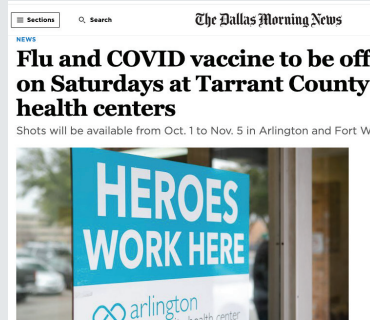 Sections
Search
The Dallas Morning News
NEWS
Flu and COVID vaccine to be
on Saturdays at Tarrant County
health centers
Shots will be available from Oct. 1 to Nov. 5 in Arlington and Fort
HEROES
WORK HERE
arlington
health center